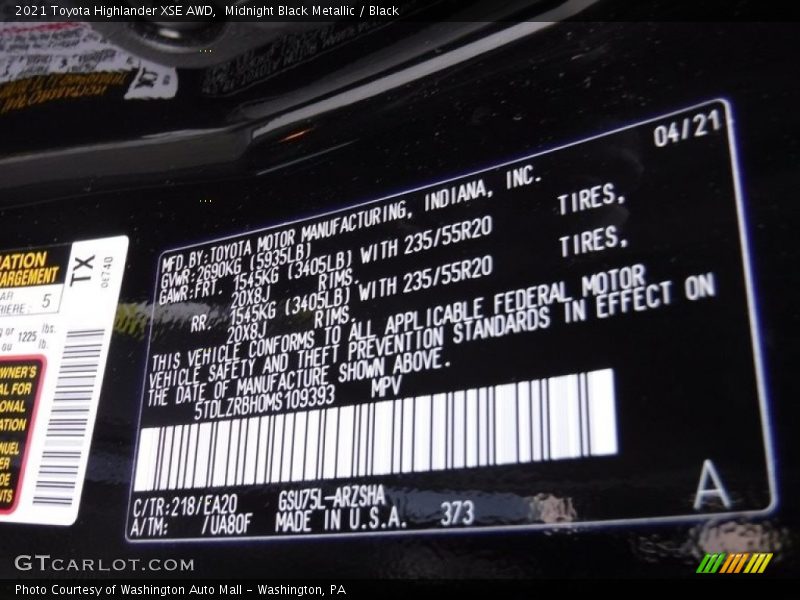 2021 Toyota Highlander XSE AWD, Midnight Black Metallic / Black
04/21
MFD.BY:TOYOTA MOTOR MANUFACTURING, INDIANA, INC.
GVWR:2690KG (5935LB)
GAWR:FRT. 1545KG (3405LB) WITH 235/55R20 TIRES,
20X8J RIMS.
RR. 1545KG (3405LB) WITH 235/55R20 TIRES,
20X8J RIMS.
THIS VEHICLE CONFORMS TO ALL APPLICABLE FEDERAL MOTOR
VEHICLE SAFETY AND THEFT PREVENTION STANDARDS IN EFFECT ON
THE DATE OF MANUFACTURE SHOWN ABOVE.
5TDLZRBH0MS109393 MPV
C/TR:218/EA20 GSU75L-ARZSHA
A/TM: /UA80F MADE IN U.S.A. 373
A
TX
0E740
5
1225 lbs.
lb.
GTcarlot.com
Photo Courtesy of Washington Auto Mall - Washington, PA